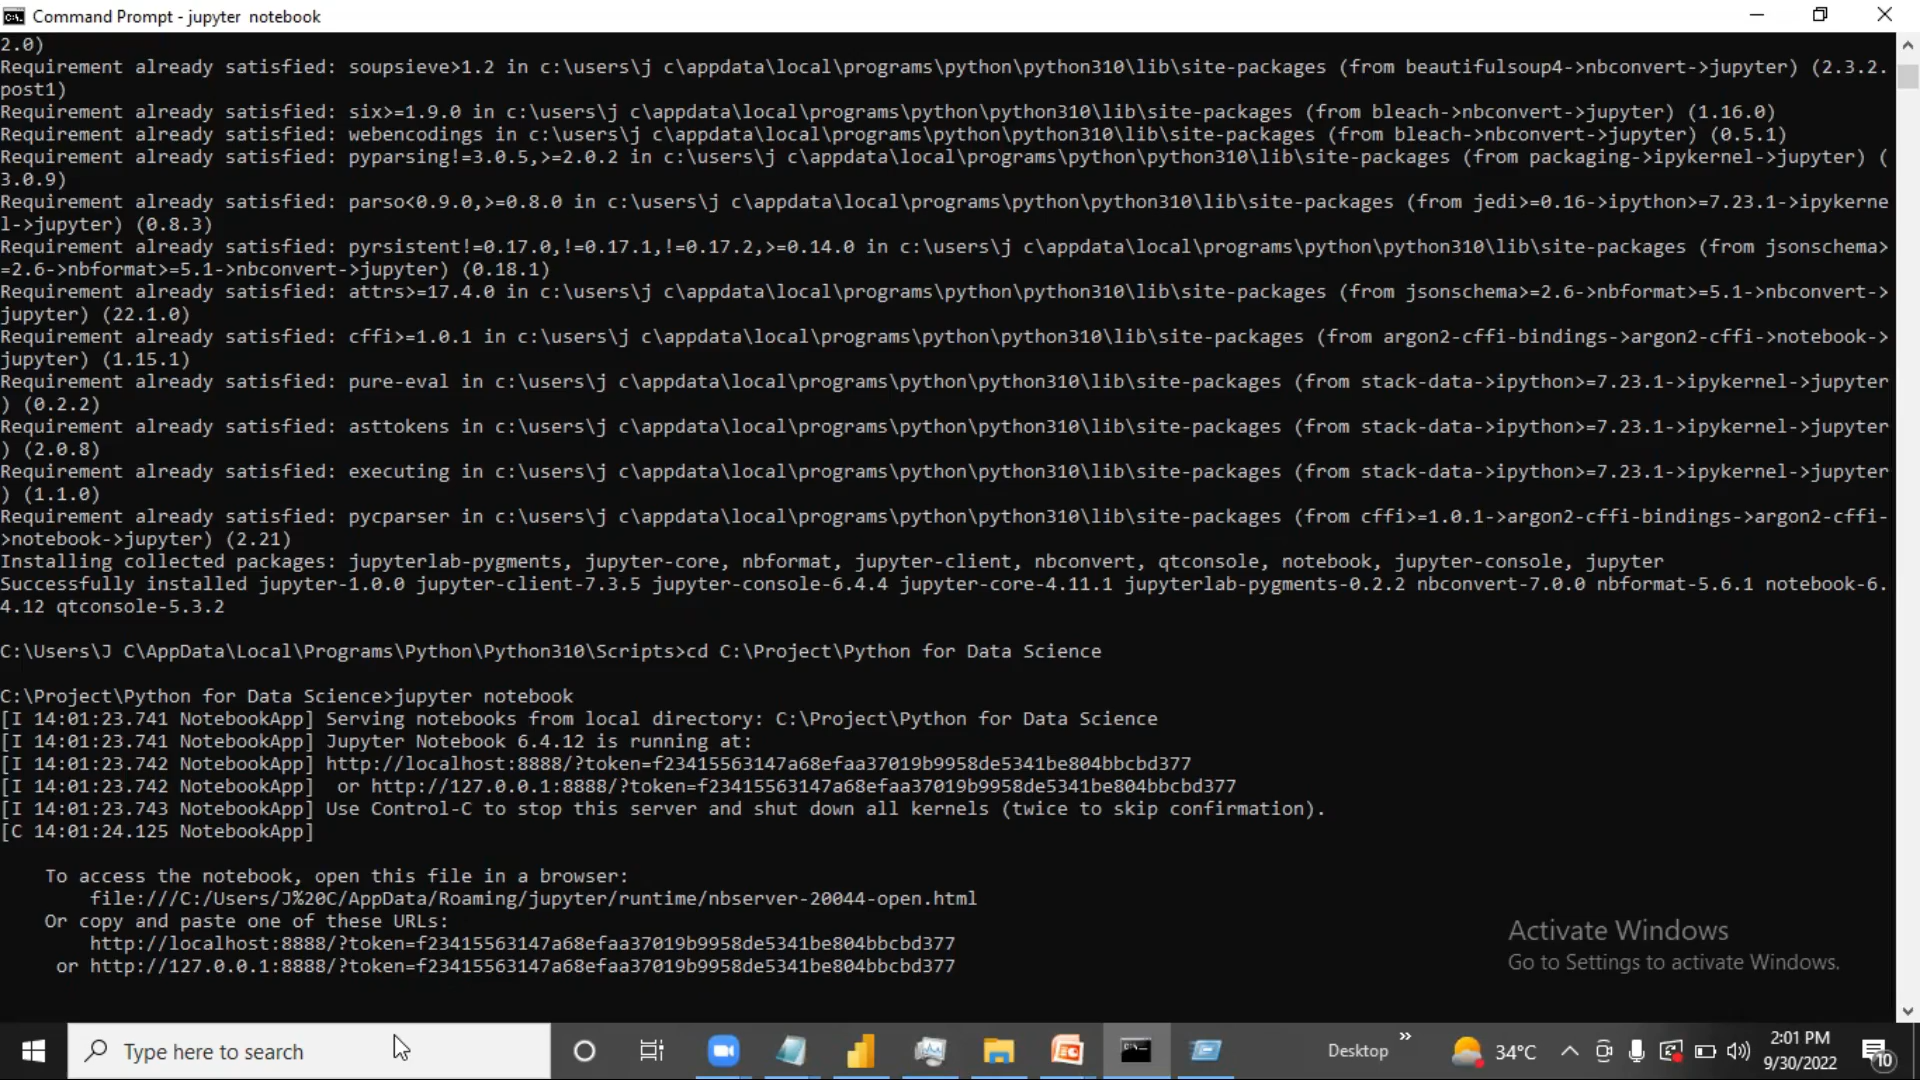 Command Prompt - jupyter  notebook
2.0)
Requirement already satisfied: soupsieve>1.2 in c:\users\j c\appdata\local\programs\python\python310\lib\site-packages (from beautifulsoup4->nbconvert->jupyter) (2.3.2.
post1)
Requirement already satisfied: six>=1.9.0 in c:\users\j c\appdata\local\programs\python\python310\lib\site-packages (from bleach->nbconvert->jupyter) (1.16.0)
Requirement already satisfied: webencodings in c:\users\j c\appdata\local\programs\python\python310\lib\site-packages (from bleach->nbconvert->jupyter) (0.5.1)
Requirement already satisfied: pyparsing!=3.0.5,>=2.0.2 in c:\users\j c\appdata\local\programs\python\python310\lib\site-packages (from packaging->ipykernel->jupyter) (
3.0.9)
Requirement already satisfied: parso<0.9.0,>=0.8.0 in c:\users\j c\appdata\local\programs\python\python310\lib\site-packages (from jedi>=0.16->ipython>=7.23.1->ipykerne
l->jupyter) (0.8.3)
Requirement already satisfied: pyrsistent!=0.17.0,!=0.17.1,!=0.17.2,>=0.14.0 in c:\users\j c\appdata\local\programs\python\python310\lib\site-packages (from jsonschema>
=2.6->nbformat>=5.1->nbconvert->jupyter) (0.18.1)
Requirement already satisfied: attrs>=17.4.0 in c:\users\j c\appdata\local\programs\python\python310\lib\site-packages (from jsonschema>=2.6->nbformat>=5.1->nbconvert->
jupyter) (22.1.0)
Requirement already satisfied: cffi>=1.0.1 in c:\users\j c\appdata\local\programs\python\python310\lib\site-packages (from argon2-cffi-bindings->argon2-cffi->notebook->
jupyter) (1.15.1)
Requirement already satisfied: pure-eval in c:\users\j c\appdata\local\programs\python\python310\lib\site-packages (from stack-data->ipython>=7.23.1->ipykernel->jupyter
) (0.2.2)
Requirement already satisfied: asttokens in c:\users\j c\appdata\local\programs\python\python310\lib\site-packages (from stack-data->ipython>=7.23.1->ipykernel->jupyter
) (2.0.8)
Requirement already satisfied: executing in c:\users\j c\appdata\local\programs\python\python310\lib\site-packages (from stack-data->ipython>=7.23.1->ipykernel->jupyter
) (1.1.0)
Requirement already satisfied: pycparser in c:\users\j c\appdata\local\programs\python\python310\lib\site-packages (from cffi>=1.0.1->argon2-cffi-bindings->argon2-cffi-
>notebook->jupyter) (2.21)
Installing collected packages: jupyterlab-pygments, jupyter-core, nbformat, jupyter-client, nbconvert, qtconsole, notebook, jupyter-console, jupyter
Successfully installed jupyter-1.0.0 jupyter-client-7.3.5 jupyter-console-6.4.4 jupyter-core-4.11.1 jupyterlab-pygments-0.2.2 nbconvert-7.0.0 nbformat-5.6.1 notebook-6.
4.12 qtconsole-5.3.2
C:\Users\J C\AppData\Local\Programs\Python\Python310\Scripts>cd C:\Project\Python for Data Science
C:\Project\Python for Data Science>jupyter notebook
[I 14:01:23.741 NotebookApp] Serving notebooks from local directory: C:\Project\Python for Data Science
[I 14:01:23.741 NotebookApp] Jupyter Notebook 6.4.12 is running at:
[I 14:01:23.742 NotebookApp] http://localhost:8888/?token=f23415563147a68efaa37019b9958de5341be804bbcbd377
[I 14:01:23.742 NotebookApp]  or http://127.0.0.1:8888/?token=f23415563147a68efaa37019b9958de5341be804bbcbd377
[I 14:01:23.743 NotebookApp] Use Control-C to stop this server and shut down all kernels (twice to skip confirmation).
[C 14:01:24.125 NotebookApp]
To access the notebook, open this file in a browser:
file:///C:/Users/J%20C/AppData/Roaming/jupyter/runtime/nbserver-20044-open.html
Or copy and paste one of these URLs:
http://localhost:8888/?token=f23415563147a68efaa37019b9958de5341be804bbcbd377
or http://127.0.0.1:8888/?token=f23415563147a68efaa37019b9958de5341be804bbcbd377
Activate Windows
Go to Settings to activate Windows.
Type here to search
Desktop
34°C
2:01 PM
9/30/2022
10